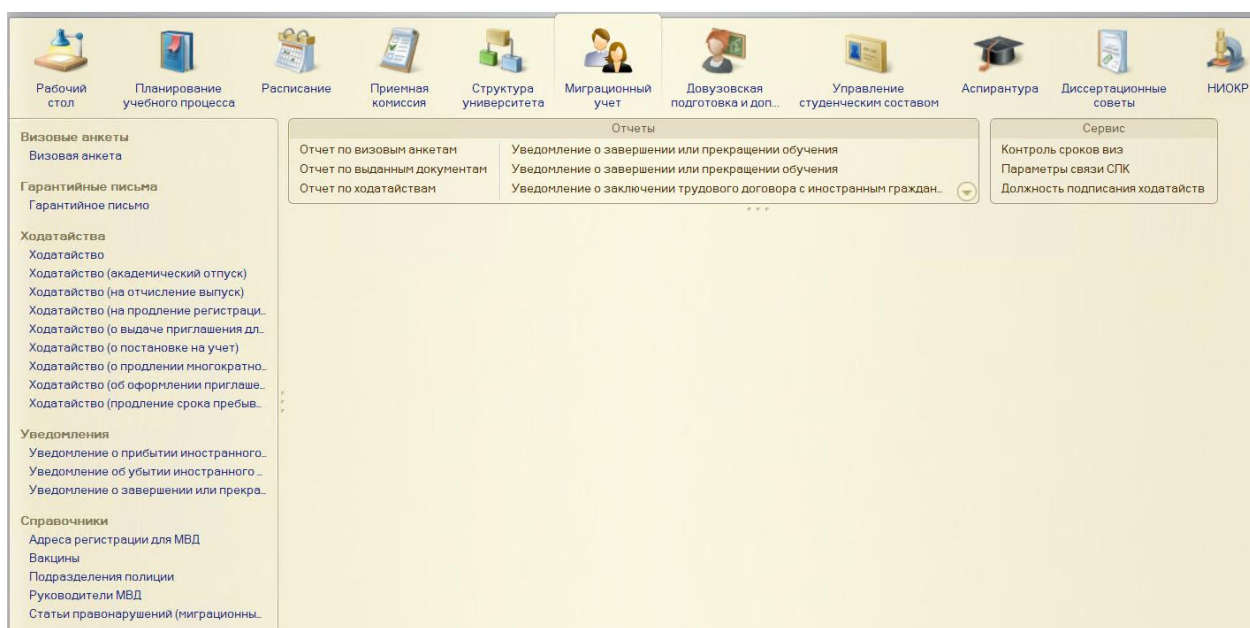 Рабочий стол
Планирование учебного процесса
Расписание
Приемная комиссия
Структура университета
Миграционный учет
Довузовская подготовка и доп...
Управление студенческим составом
Аспирантура
Диссертационные советы
НИОКР
Визовые анкеты
Визовая анкета
Гарантийные письма
Гарантийное письмо
Ходатайства
Ходатайство
Ходатайство (академический отпуск)
Ходатайство (на отчисление выпуск)
Ходатайство (на продление регистраци...
Ходатайство (о выдаче приглашения дл...
Ходатайство (о постановке на учет)
Ходатайство (о продлении многократно...
Ходатайство (об оформлении приглаше...
Ходатайство (продление срока пребыв...
Уведомления
Уведомление о прибытии иностранного...
Уведомление об убытии иностранного ...
Уведомление о завершении или прекра...
Справочники
Адреса регистрации для МВД
Вакцины
Подразделения полиции
Руководители МВД
Статьи правонарушений (миграционны...
Отчеты
Отчет по визовым анкетам
Отчет по выданным документам
Отчет по ходатайствам
Уведомление о завершении или прекращении обучения
Уведомление о завершении или прекращении обучения
Уведомление о заключении трудового договора с иностранным граждан...
Сервис
Контроль сроков виз
Параметры связи СПК
Должность подписания ходатайств